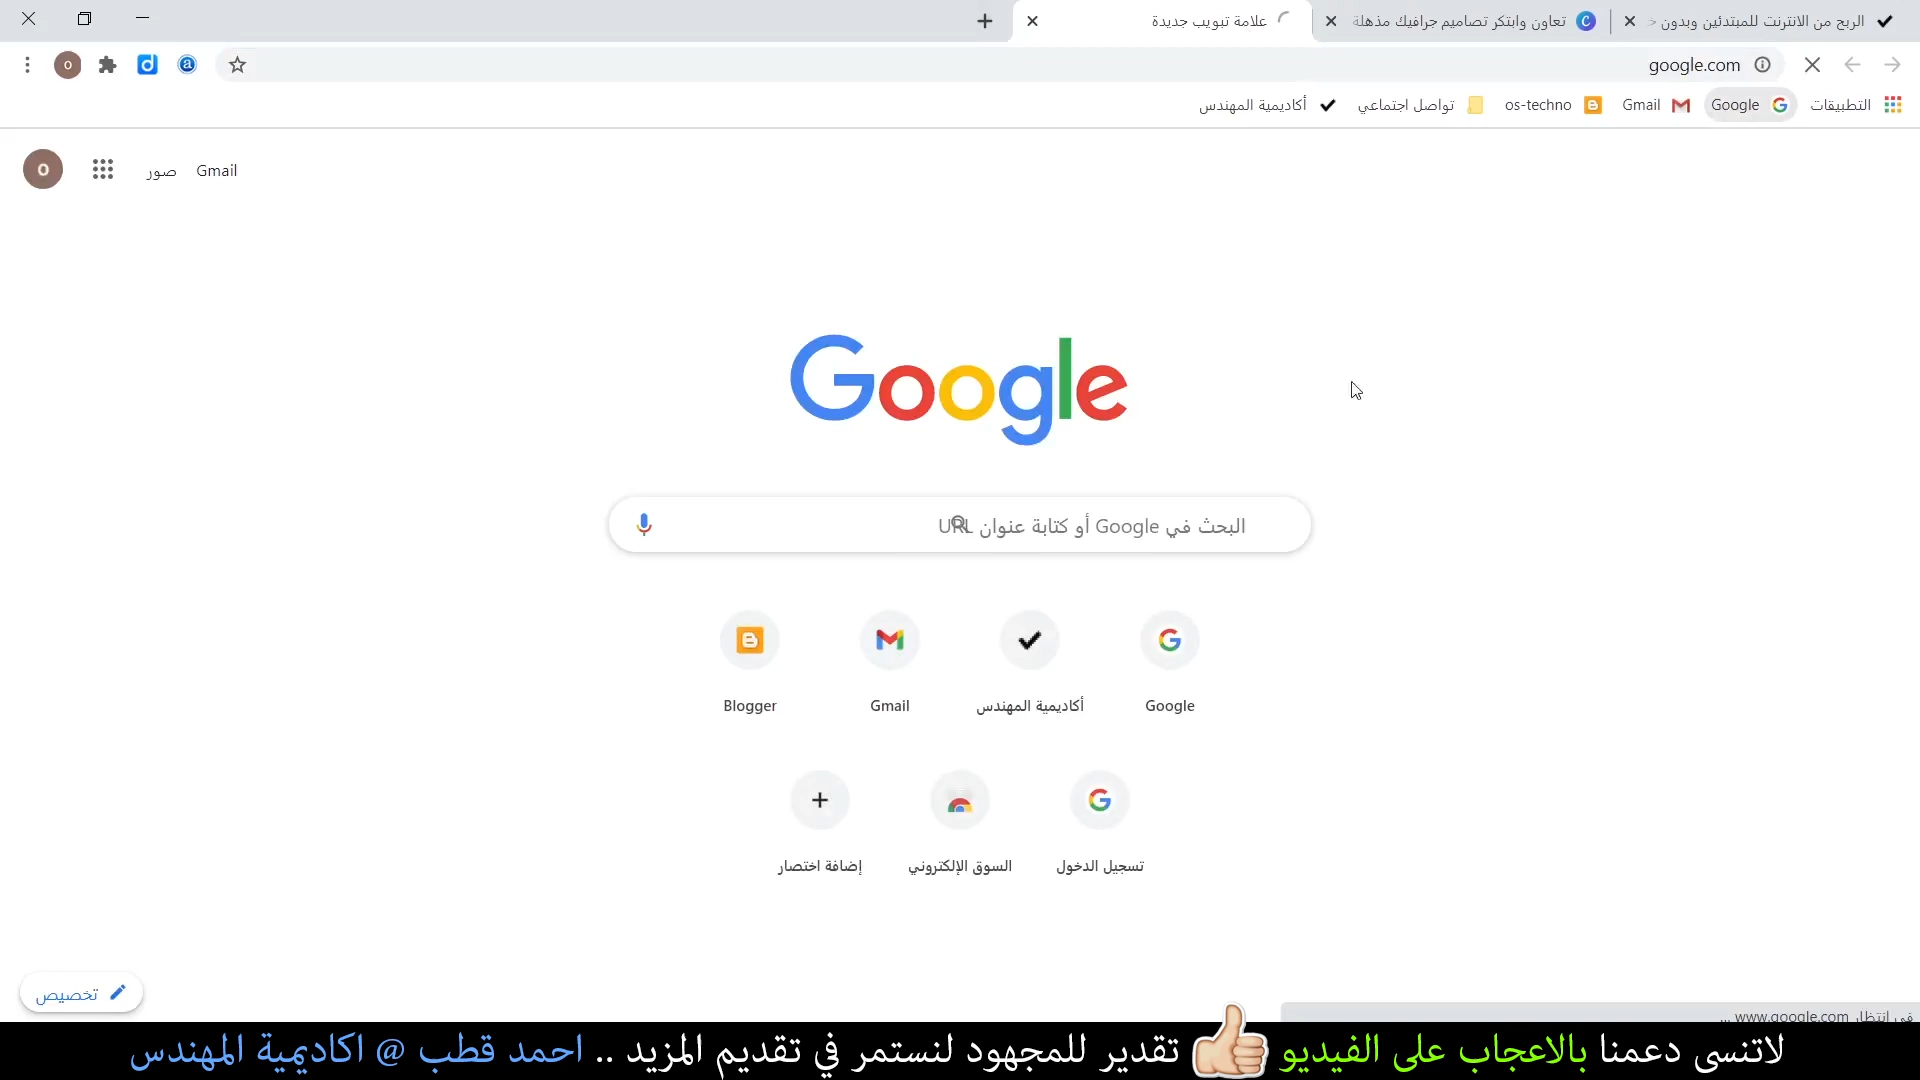 الربح من الانترنت للمبتدئين وبدون
تعاون وابتكر تصاميم جرافيك مذهلة
علامة تبويب جديدة
google.com
التطبيقات
Google
Gmail
os-techno
تواصل اجتماعي
أكاديمية المهندس
صور Gmail
Google
البحث في Google أو كتابة عنوان URL
Google
أكاديمية المهندس
Gmail
Blogger
تسجيل الدخول
السوق الإلكتروني
إضافة اختصار
تخصيص
في انتظار www.google.com ...
لاتنسى دعمنا بالاعجاب على الفيديو تقدير للمجهود لنستمر في تقديم المزيد .. احمد قطب @ اكاديمية المهندس